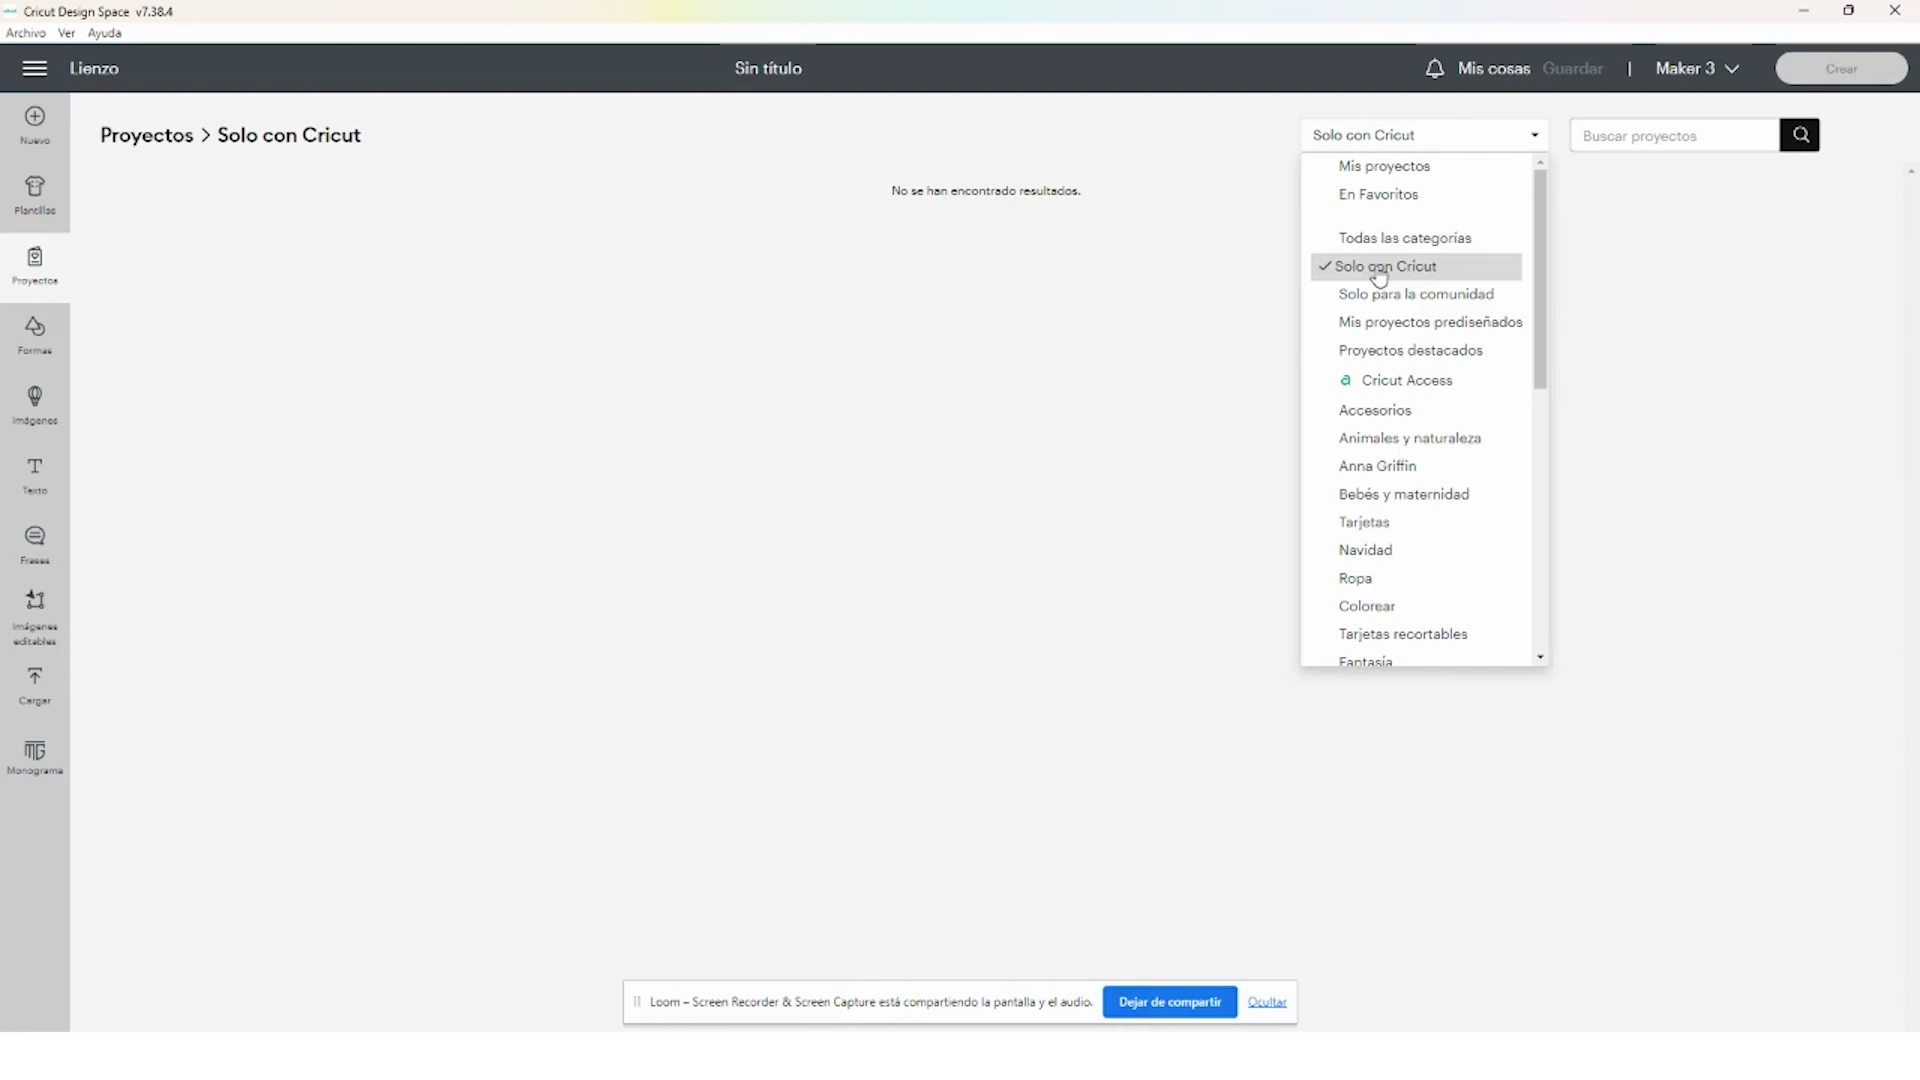 Cricut Design Space v7.38.4
Archivo Ver Ayuda
Lienzo
Sin título
Mis cosas Guardar | Maker 3
Crear
Nuevo
Plantillas
Proyectos
Formas
Imágenes
Texto
Frases
Imágenes
editables
Cargar
Monograma
Proyectos > Solo con Cricut
No se han encontrado resultados.
Solo con Cricut
Buscar proyectos
Mis proyectos
En Favoritos
Todas las categorías
Solo con Cricut
Solo para la comunidad
Mis proyectos prediseñados
Proyectos destacados
a Cricut Access
Accesorios
Animales y naturaleza
Anna Griffin
Bebés y maternidad
Tarjetas
Navidad
Ropa
Colorear
Tarjetas recortables
Fantasía
Loom – Screen Recorder & Screen Capture está compartiendo la pantalla y el audio.
Dejar de compartir
Ocultar